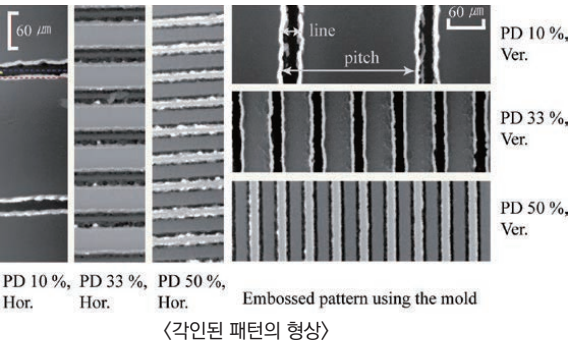 60 ㎛
60 ㎛
line
pitch
PD 10 %,
Ver.
PD 33 %,
Ver.
PD 50 %,
Ver.
PD 10 %,
Hor.
PD 33 %,
Hor.
PD 50 %,
Hor.
Embossed pattern using the mold
〈각인된 패턴의 형상〉